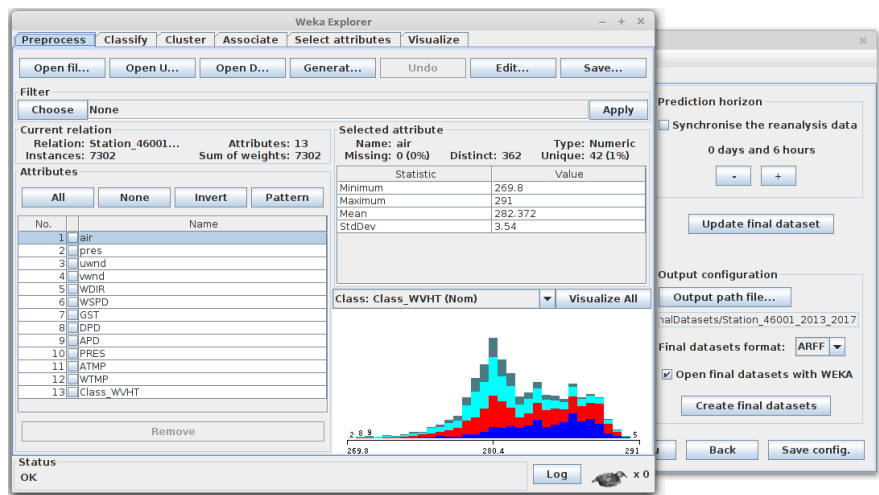 Weka Explorer
Preprocess Classify Cluster Associate Select attributes Visualize
Open fil... Open U... Open D... Generat... Undo Edit... Save...
Filter
Choose None Apply
Current relation
Relation: Station_46001... Attributes: 13
Instances: 7302 Sum of weights: 7302
Attributes
All None Invert Pattern
No. Name
1 air
2 pres
3 uwnd
4 vwnd
5 WDIR
6 WSPD
7 GST
8 DPD
9 APD
10 PRES
11 ATMP
12 WTMP
13 Class_WVHT
Remove
Selected attribute
Name: air Type: Numeric
Missing: 0 (0%) Distinct: 362 Unique: 42 (1%)
Statistic Value
Minimum 269.8
Maximum 291
Mean 282.372
StdDev 3.54
Class: Class_WVHT (Nom) Visualize All
2 8 9 5
269.8 280.4 291
Status
OK
Log x 0
Prediction horizon
Synchronise the reanalysis data
0 days and 6 hours
- +
Update final dataset
Output configuration
Output path file...
nalDatasets/Station_46001_2013_2017
Final datasets format: ARFF
Open final datasets with WEKA
Create final datasets
Back Save config.